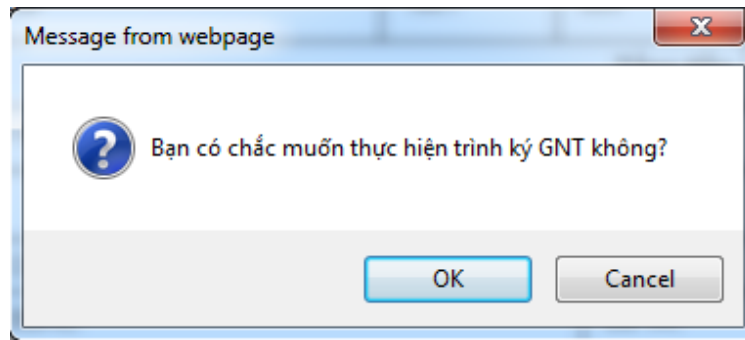 Message from webpage
Bạn có chắc muốn thực hiện trình ký GNT không?
OK
Cancel